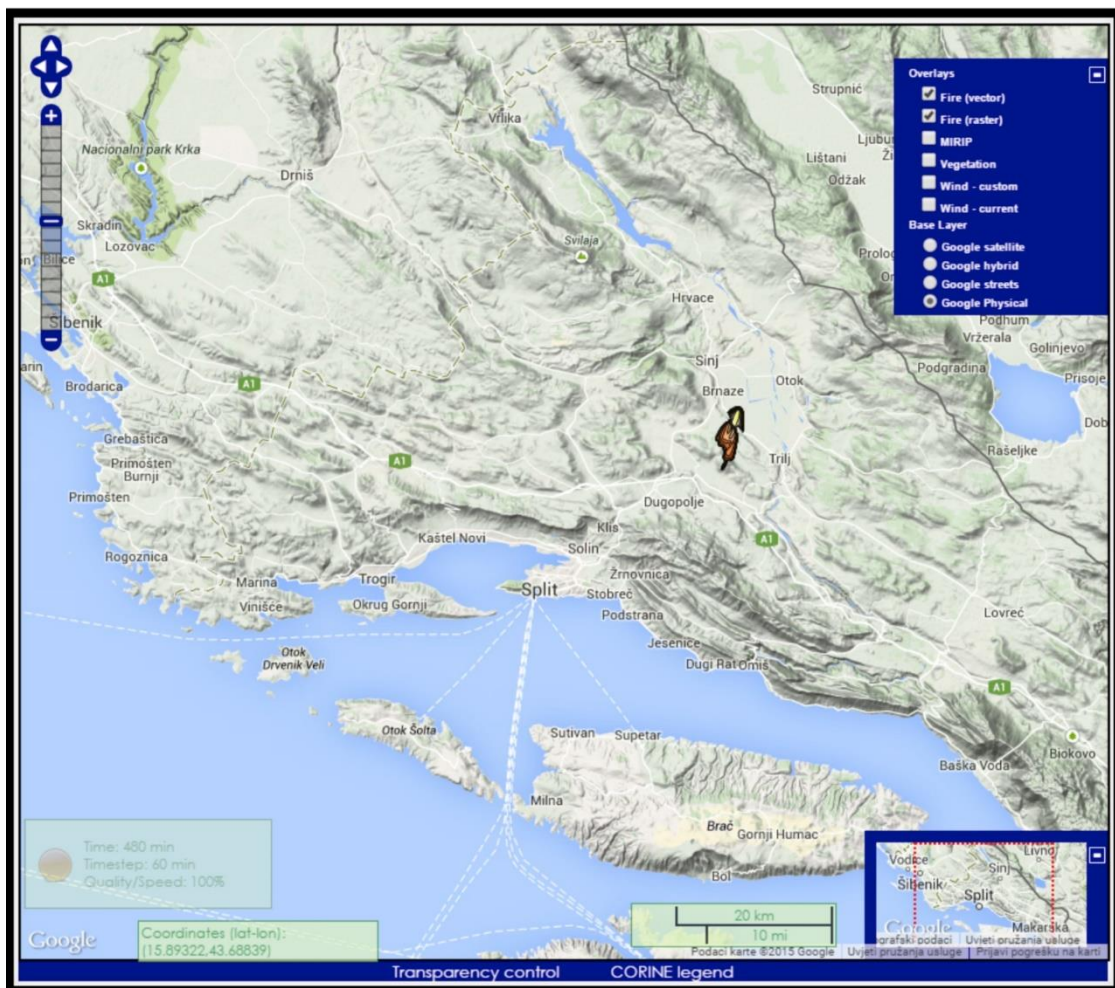 Overlays
Fire (vector)
Fire (raster)
MIRIP
Vegetation
Wind - custom
Wind - current
Base Layer
Google satellite
Google hybrid
Google streets
Google Physical
Strupnić
Vrlika
Nacionalni park Krka
Lištani
Odžak
Drniš
Skradin
Lozovac
Svilaja
A1
Hrvace
Šibenik
Podhum
Vržerala
Golinjevo
Sinj
Podgradina
Prisoje
Brodarica
A1
Brnaze
Otok
Grebaštica
Rašeljke
Primošten
Burnji
A1
Trilj
Primošten
Dugopolje
Klis
Kaštel Novi
A1
Rogoznica
Solin
Marina
Trogir
Žrnovnica
Split
Stobreč
Vinišće
Okrug Gornji
Podstrana
Lovreć
Jesenice
Otok
Drvenik Veli
Dugi Rat
Omiš
A1
Otok Šolta
Sutivan
Supetar
Biokovo
Baška Voda
Milna
Brač
Gornji Humac
Bol
Time: 480 min
Timestep: 60 min
Quality/Speed: 100%
Vodice
Livno
Sinj
Šibenik
Split
Makarska
Google
Coordinates (lat-lon):
(15.89322,43.68839)
20 km
10 mi
Google
Podaci karte ©2015 Google
Uvjeti pružanja usluge
Uvjeti pružanja usluge
Prijavi pogrešku na karti
Transparency control
CORINE legend